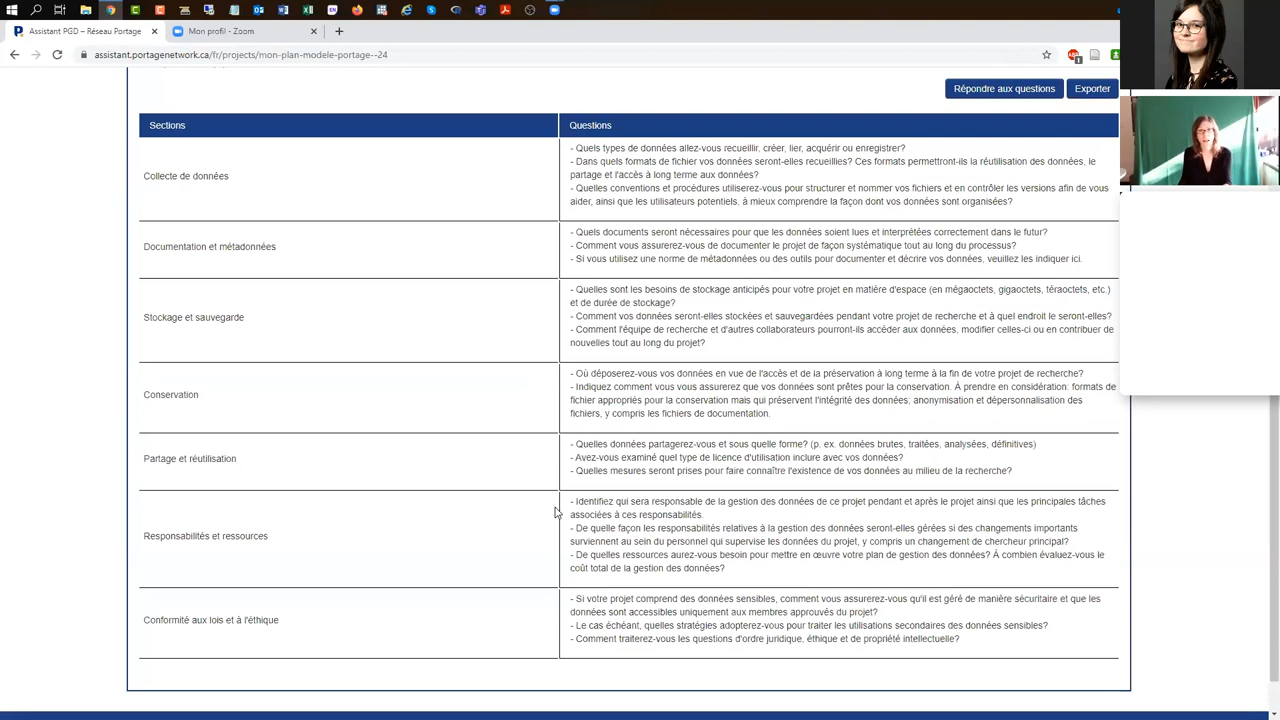 Assistant PGD – Réseau Portage
Mon profil - Zoom
assistant.portagenetwork.ca/fr/projects/mon-plan-modele-portage--24
Répondre aux questions
Exporter
Sections
Questions
Collecte de données
- Quels types de données allez-vous recueillir, créer, lier, acquérir ou enregistrer?
- Dans quels formats de fichier vos données seront-elles recueillies? Ces formats permettront-ils la réutilisation des données, le
partage et l'accès à long terme aux données?
- Quelles conventions et procédures utiliserez-vous pour structurer et nommer vos fichiers et en contrôler les versions afin de vous
aider, ainsi que les utilisateurs potentiels, à mieux comprendre la façon dont vos données sont organisées?
Documentation et métadonnées
- Quels documents seront nécessaires pour que les données soient lues et interprétées correctement dans le futur?
- Comment vous assurerez-vous de documenter le projet de façon systématique tout au long du processus?
- Si vous utilisez une norme de métadonnées ou des outils pour documenter et décrire vos données, veuillez les indiquer ici.
Stockage et sauvegarde
- Quelles sont les besoins de stockage anticipés pour votre projet en matière d'espace (en mégaoctets, gigaoctets, téraoctets, etc.)
et de durée de stockage?
- Comment vos données seront-elles stockées et sauvegardées pendant votre projet de recherche et à quel endroit le seront-elles?
- Comment l'équipe de recherche et d'autres collaborateurs pourront-ils accéder aux données, modifier celles-ci ou en contribuer de
nouvelles tout au long du projet?
Conservation
- Où déposerez-vous vos données en vue de l'accès et de la préservation à long terme à la fin de votre projet de recherche?
- Indiquez comment vous vous assurerez que vos données sont prêtes pour la conservation. À prendre en considération: formats de
fichier appropriés pour la conservation mais qui préservent l'intégrité des données; anonymisation et dépersonnalisation des
fichiers, y compris les fichiers de documentation.
Partage et réutilisation
- Quelles données partagerez-vous et sous quelle forme? (p. ex. données brutes, traitées, analysées, définitives)
- Avez-vous examiné quel type de licence d'utilisation inclure avec vos données?
- Quelles mesures seront prises pour faire connaître l'existence de vos données au milieu de la recherche?
Responsabilités et ressources
- Identifiez qui sera responsable de la gestion des données de ce projet pendant et après le projet ainsi que les principales tâches
associées à ces responsabilités.
- De quelle façon les responsabilités relatives à la gestion des données seront-elles gérées si des changements importants
surviennent au sein du personnel qui supervise les données du projet, y compris un changement de chercheur principal?
- De quelles ressources aurez-vous besoin pour mettre en œuvre votre plan de gestion des données? À combien évaluez-vous le
coût total de la gestion des données?
Conformité aux lois et à l'éthique
- Si votre projet comprend des données sensibles, comment vous assurerez-vous qu'il est géré de manière sécuritaire et que les
données sont accessibles uniquement aux membres approuvés du projet?
- Le cas échéant, quelles stratégies adopterez-vous pour traiter les utilisations secondaires des données sensibles?
- Comment traiterez-vous les questions d'ordre juridique, éthique et de propriété intellectuelle?